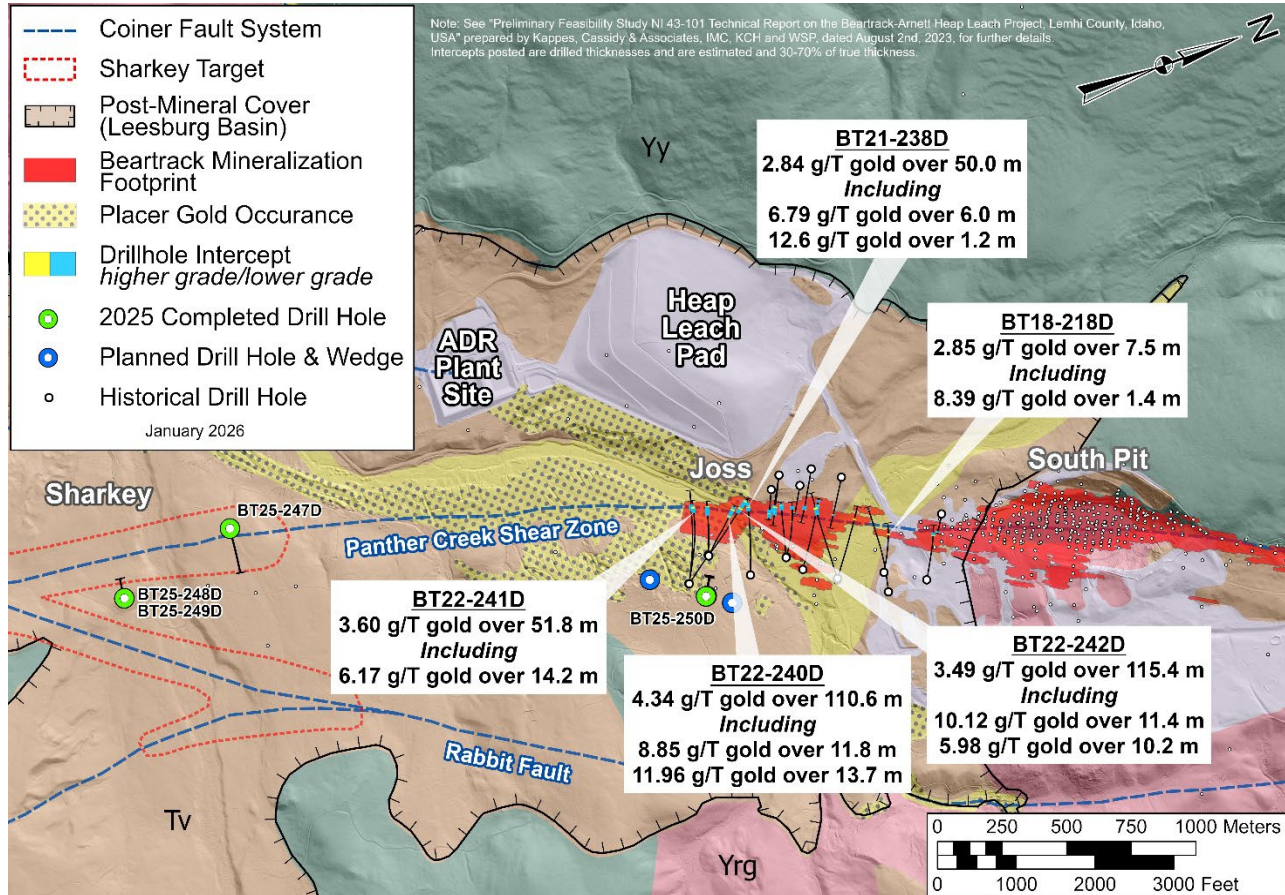 Coiner Fault System
Sharkey Target
Post-Mineral Cover
(Leesburg Basin)
Beartrack Mineralization
Footprint
Placer Gold Occurance
Drillhole Intercept
higher grade/lower grade
2025 Completed Drill Hole
Planned Drill Hole & Wedge
Historical Drill Hole
January 2026
Note: See "Preliminary Feasibility Study NI 43-101 Technical Report on the Beartrack-Arnett Heap Leach Project, Lemhi County, Idaho,
USA" prepared by Kappes, Cassidy & Associates, IMC, KCH and WSP, dated August 2nd, 2023, for further details.
Intercepts posted are drilled thicknesses and are estimated and 30-70% of true thickness.
N
Yy
BT21-238D
2.84 g/T gold over 50.0 m
Including
6.79 g/T gold over 6.0 m
12.6 g/T gold over 1.2 m
Heap
Leach
Pad
ADR
Plant
Site
BT18-218D
2.85 g/T gold over 7.5 m
Including
8.39 g/T gold over 1.4 m
Sharkey
Joss
South Pit
BT25-247D
Panther Creek Shear Zone
BT25-248D
BT25-249D
BT25-250D
BT22-241D
3.60 g/T gold over 51.8 m
Including
6.17 g/T gold over 14.2 m
BT22-240D
4.34 g/T gold over 110.6 m
Including
8.85 g/T gold over 11.8 m
11.96 g/T gold over 13.7 m
BT22-242D
3.49 g/T gold over 115.4 m
Including
10.12 g/T gold over 11.4 m
5.98 g/T gold over 10.2 m
Rabbit Fault
Tv
Yrg
0 250 500 750 1000 Meters
0 1000 2000 3000 Feet